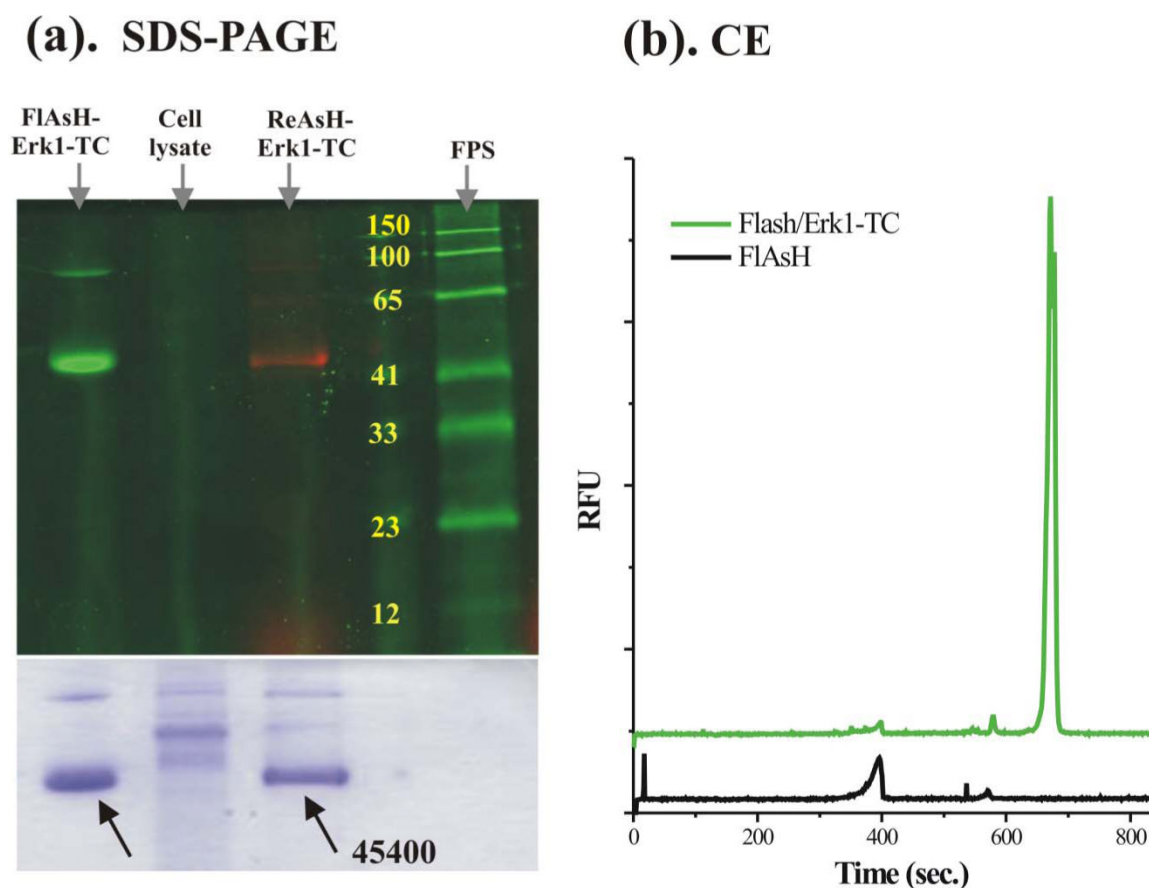 (a). SDS-PAGE
FlAsH-
Erk1-TC
Cell
lysate
ReAsH-
Erk1-TC
FPS
150
100
65
41
33
23
12
45400
(b). CE
Flash/Erk1-TC
FlAsH
RFU
0
200
400
600
800
Time (sec.)